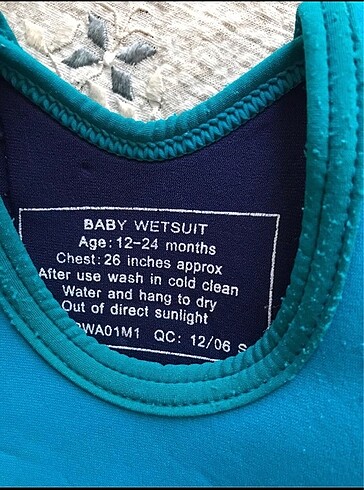 BABY WETSUIT
Age: 12-24 months
Chest: 26 inches approx
After use wash in cold clean
Water and hang to dry
Out of direct sunlight
WA01M1 QC: 12/06 S